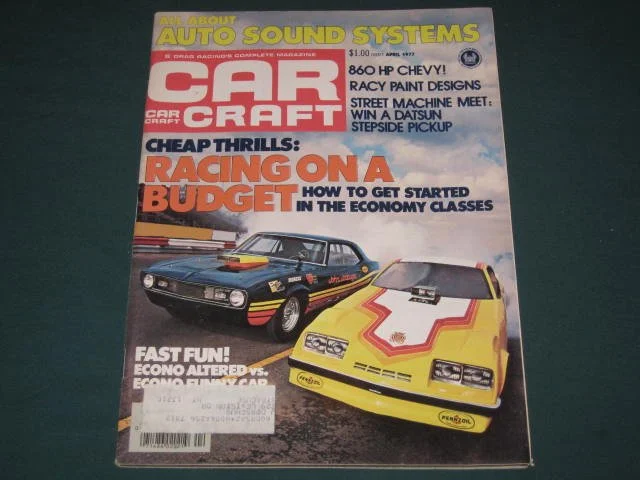 ALL ABOUT
AUTO SOUND SYSTEMS
DRAG RACING'S COMPLETE MAGAZINE
$1.00 APRIL 1977
CAR
CAR
CRAFT
CRAFT
860 HP CHEVY!
RACY PAINT DESIGNS
STREET MACHINE MEET:
WIN A DATSUN
STEPSIDE PICKUP
CHEAP THRILLS:
RACING ON A
BUDGET
HOW TO GET STARTED
IN THE ECONOMY CLASSES
FAST FUN!
ECONO ALTERED vs.
ECONO FUNNY CAR
PENNZOIL
PENNZOIL